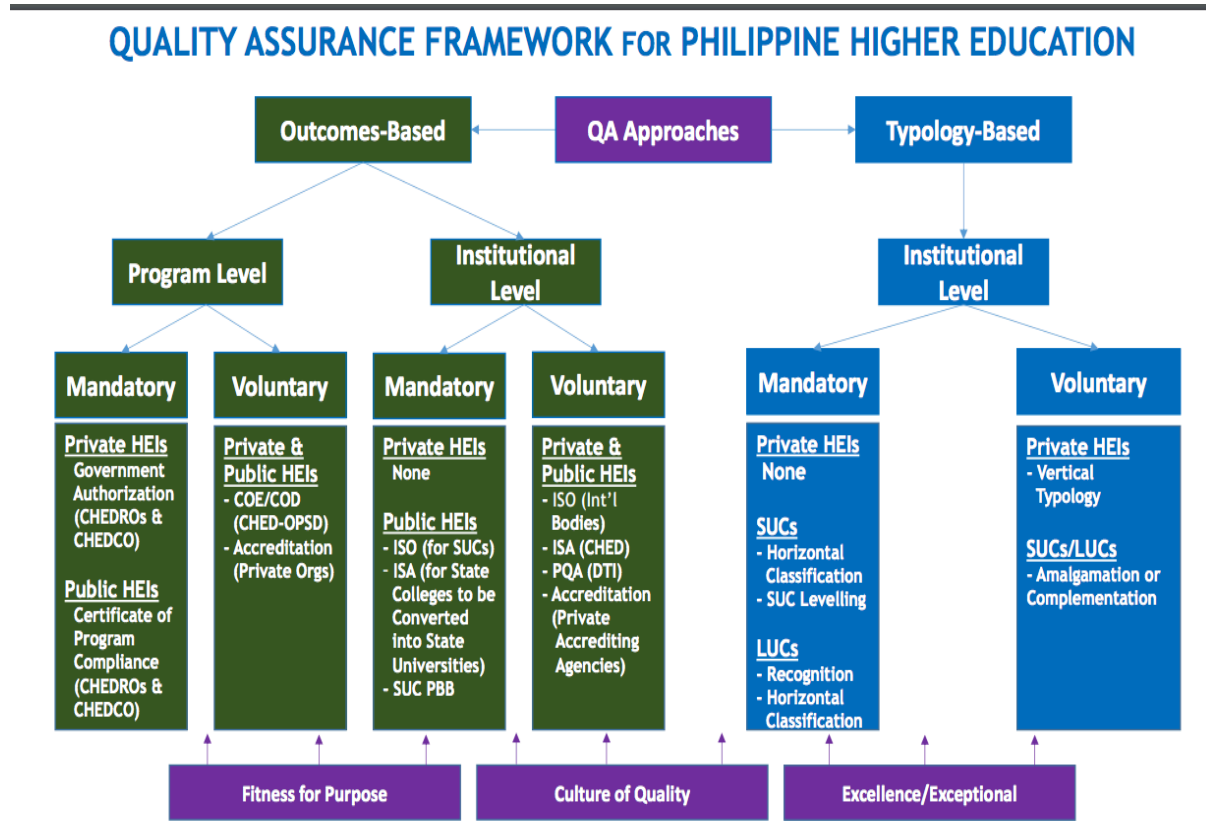 QUALITY ASSURANCE FRAMEWORK FOR PHILIPPINE HIGHER EDUCATION
Outcomes-Based
QA Approaches
Typology-Based
Program Level
Institutional
Level
Institutional
Level
Mandatory
Private HEIs
Government
Authorization
(CHEDROs &
CHEDCO)
Public HEIs
Certificate of
Program
Compliance
(CHEDROs &
CHEDCO)
Voluntary
Private &
Public HEIs
- COE/COD
(CHED-OPSD)
- Accreditation
(Private Orgs)
Mandatory
Private HEIs
None
Public HEIs
- ISO (for SUCs)
- ISA (for State
Colleges to be
Converted
into State
Universities)
- SUC PBB
Voluntary
Private &
Public HEIs
- ISO (Int'l
Bodies)
- ISA (CHED)
- PQA (DTI)
- Accreditation
(Private
Accrediting
Agencies)
Mandatory
Private HEIs
None
SUCs
- Horizontal
Classification
- SUC Levelling
LUCs
- Recognition
- Horizontal
Classification
Voluntary
Private HEIs
- Vertical
Typology
SUCs/LUCs
- Amalgamation or
Complementation
Fitness for Purpose
Culture of Quality
Excellence/Exceptional